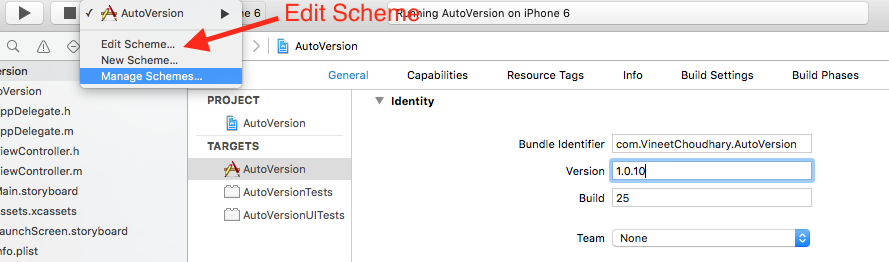 AutoVersion
Edit Scheme
Running AutoVersion on iPhone 6
Edit Scheme...
New Scheme...
Manage Schemes...
AutoVersion
ersion
oVersion
ppDelegate.h
ppDelegate.m
iewController.h
iewController.m
Main.storyboard
ssets.xcassets
aunchScreen.storyboard
nfo.plist
General Capabilities Resource Tags Info Build Settings Build Phases
PROJECT
AutoVersion
TARGETS
AutoVersion
AutoVersionTests
AutoVersionUITests
Identity
Bundle Identifier com.VineetChoudhary.AutoVersion
Version 1.0.10
Build 25
Team None